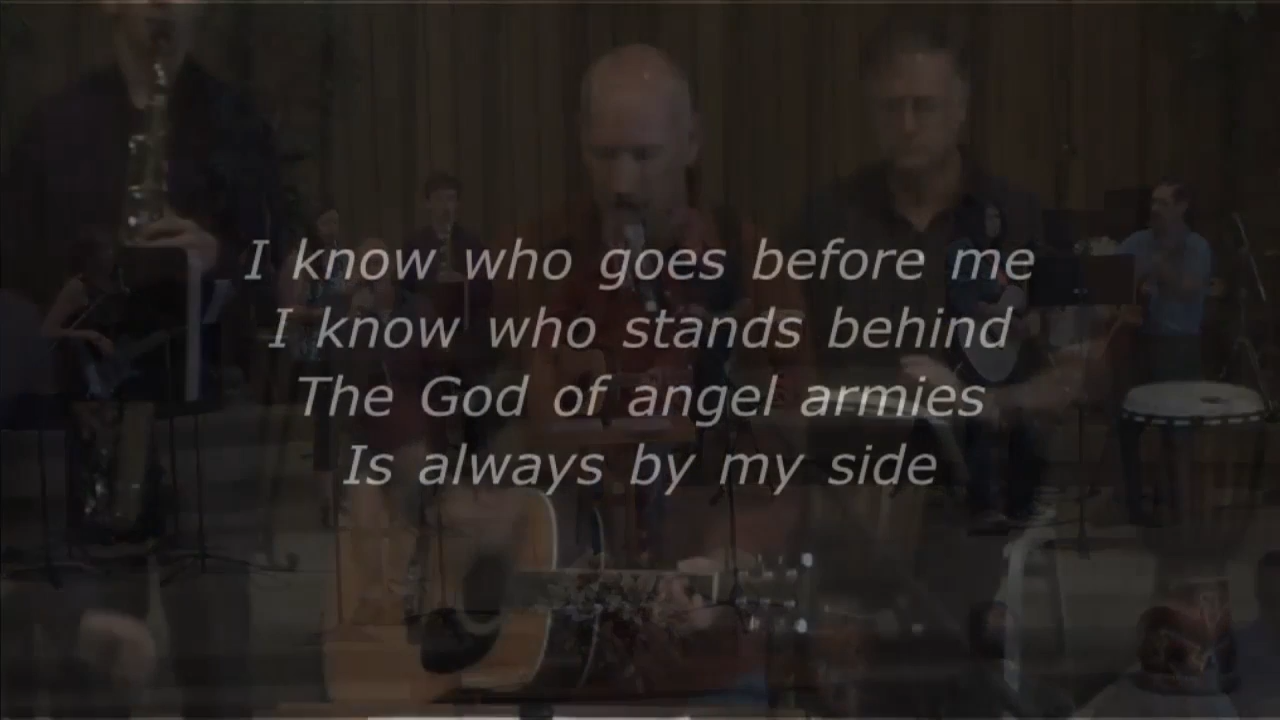 I know who goes before me
I know who stands behind
The God of angel armies
Is always by my side